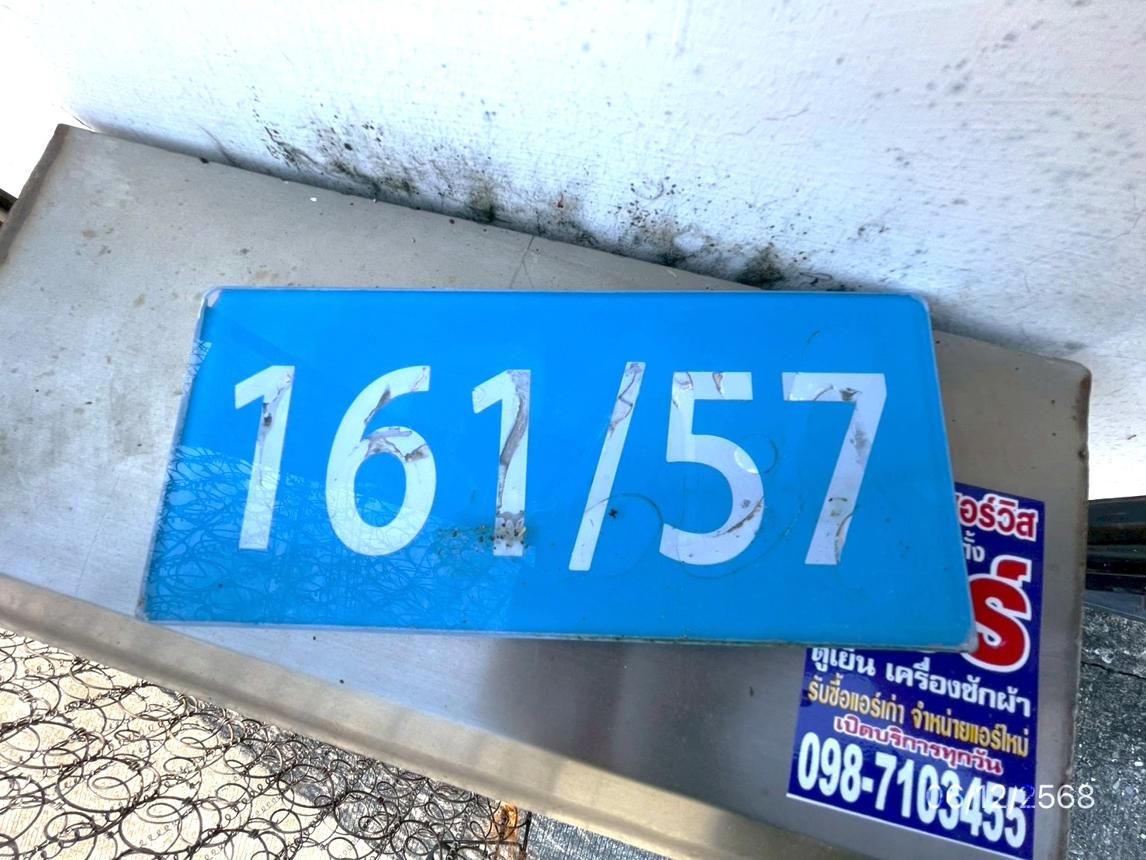 161/57
อร์วิส
ตู้เย็น เครื่องซักผ้า
รับซื้อแอร์เก่า จำหน่ายแอร์ใหม่
เปิดบริการทุกวัน
098-7103455
06/12/2568